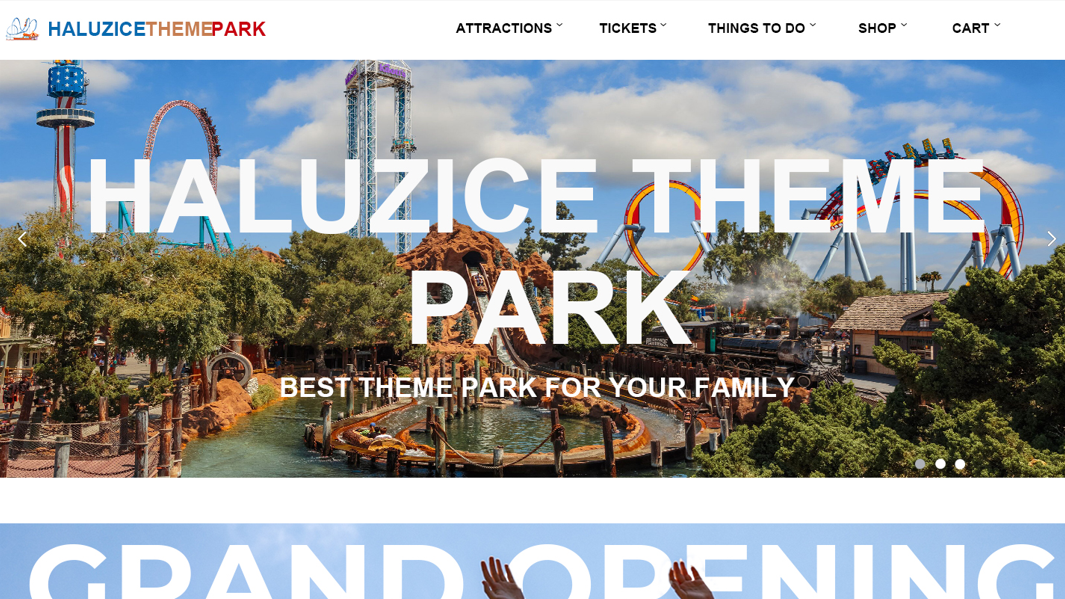 HALUZICETHEMEPARK
ATTRACTIONS
TICKETS
THINGS TO DO
SHOP
CART
HALUZICE THEME
PARK
BEST THEME PARK FOR YOUR FAMILY
GRAND OPENING